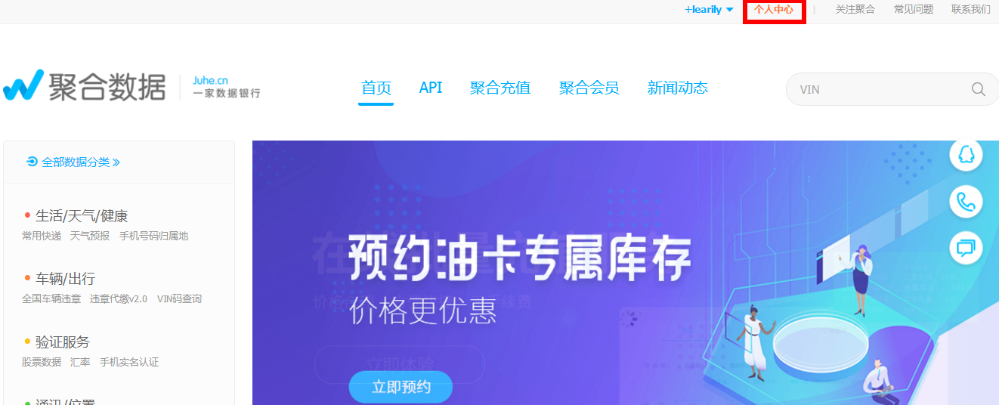 +learily 个人中心 | 关注聚合 常见问题 联系我们
聚合数据 Juhe.cn
一家数据银行
首页 API 聚合充值 聚合会员 新闻动态
VIN
全部数据分类
生活/天气/健康
常用快递 天气预报 手机号码归属地
车辆/出行
全国车辆违章 违章代缴v2.0 VIN码查询
验证服务
股票数据 汇率 手机实名认证
通讯/位置
预约油卡专属库存
价格更优惠
立即体验
立即预约